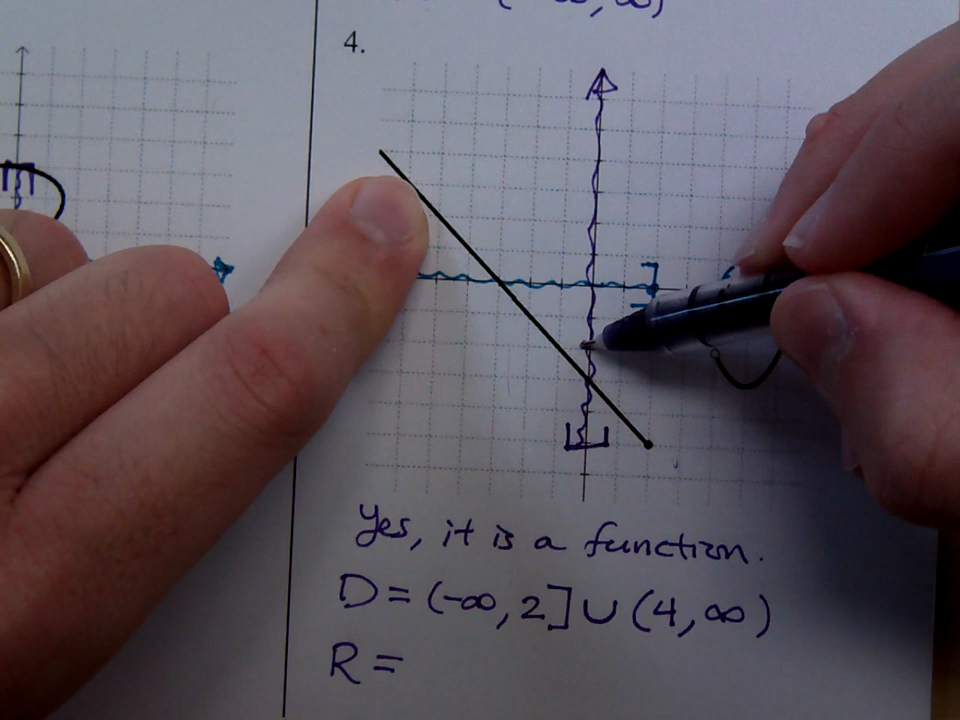 (-∞, ∞)
4.
Yes, it is a function.
D = (-∞, 2] ∪ (4, ∞)
R =